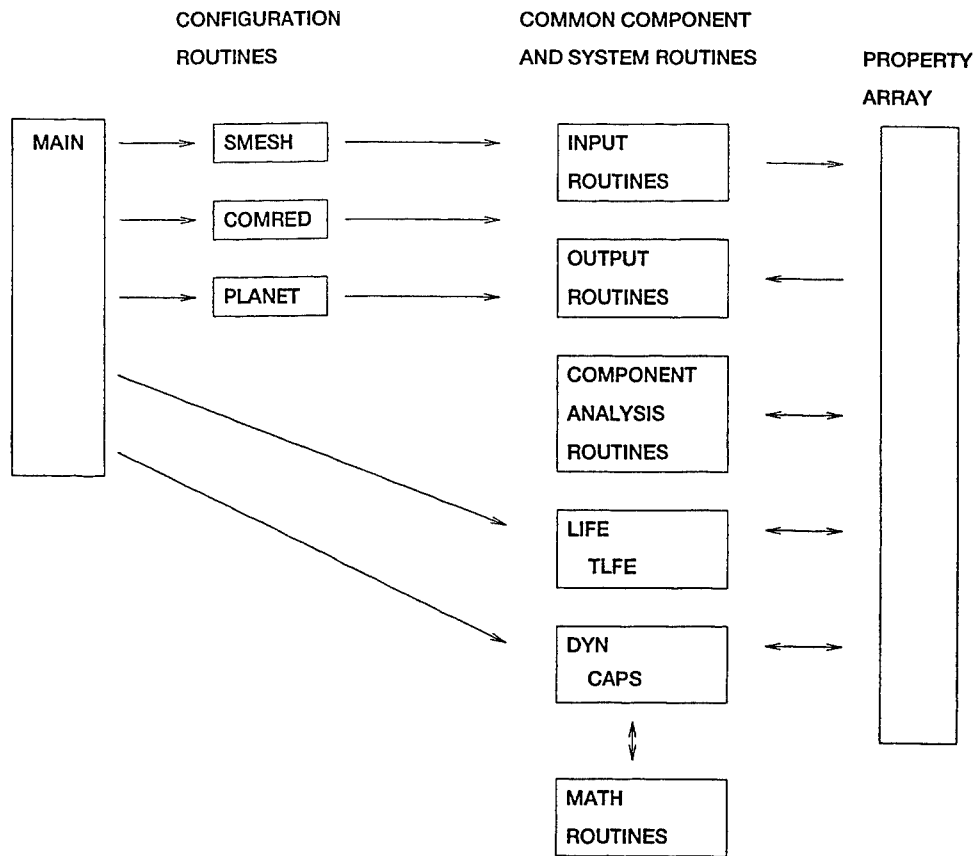 CONFIGURATION
ROUTINES
COMMON COMPONENT
AND SYSTEM ROUTINES
PROPERTY
ARRAY
MAIN
SMESH
COMRED
PLANET
INPUT
ROUTINES
OUTPUT
ROUTINES
COMPONENT
ANALYSIS
ROUTINES
LIFE
TLFE
DYN
CAPS
MATH
ROUTINES